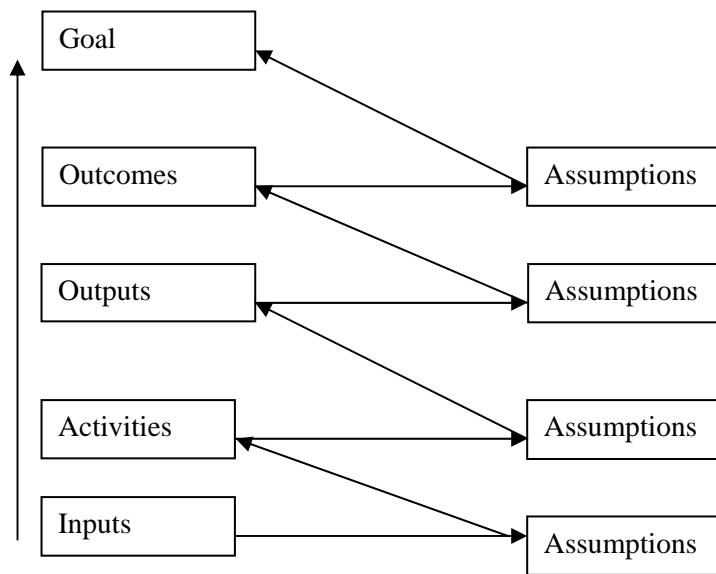 Goal
Outcomes
Assumptions
Outputs
Assumptions
Activities
Assumptions
Inputs
Assumptions